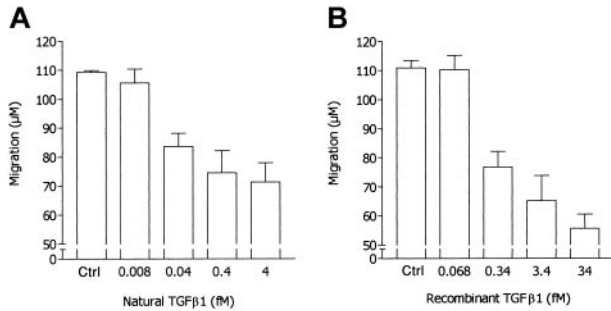 A
B
120
110
100
90
80
70
60
50
0
Migration (µM)
Ctrl 0.008 0.04 0.4 4
Natural TGFβ1 (fM)
120
110
100
90
80
70
60
50
0
Migration (µM)
Ctrl 0.068 0.34 3.4 34
Recombinant TGFβ1 (fM)